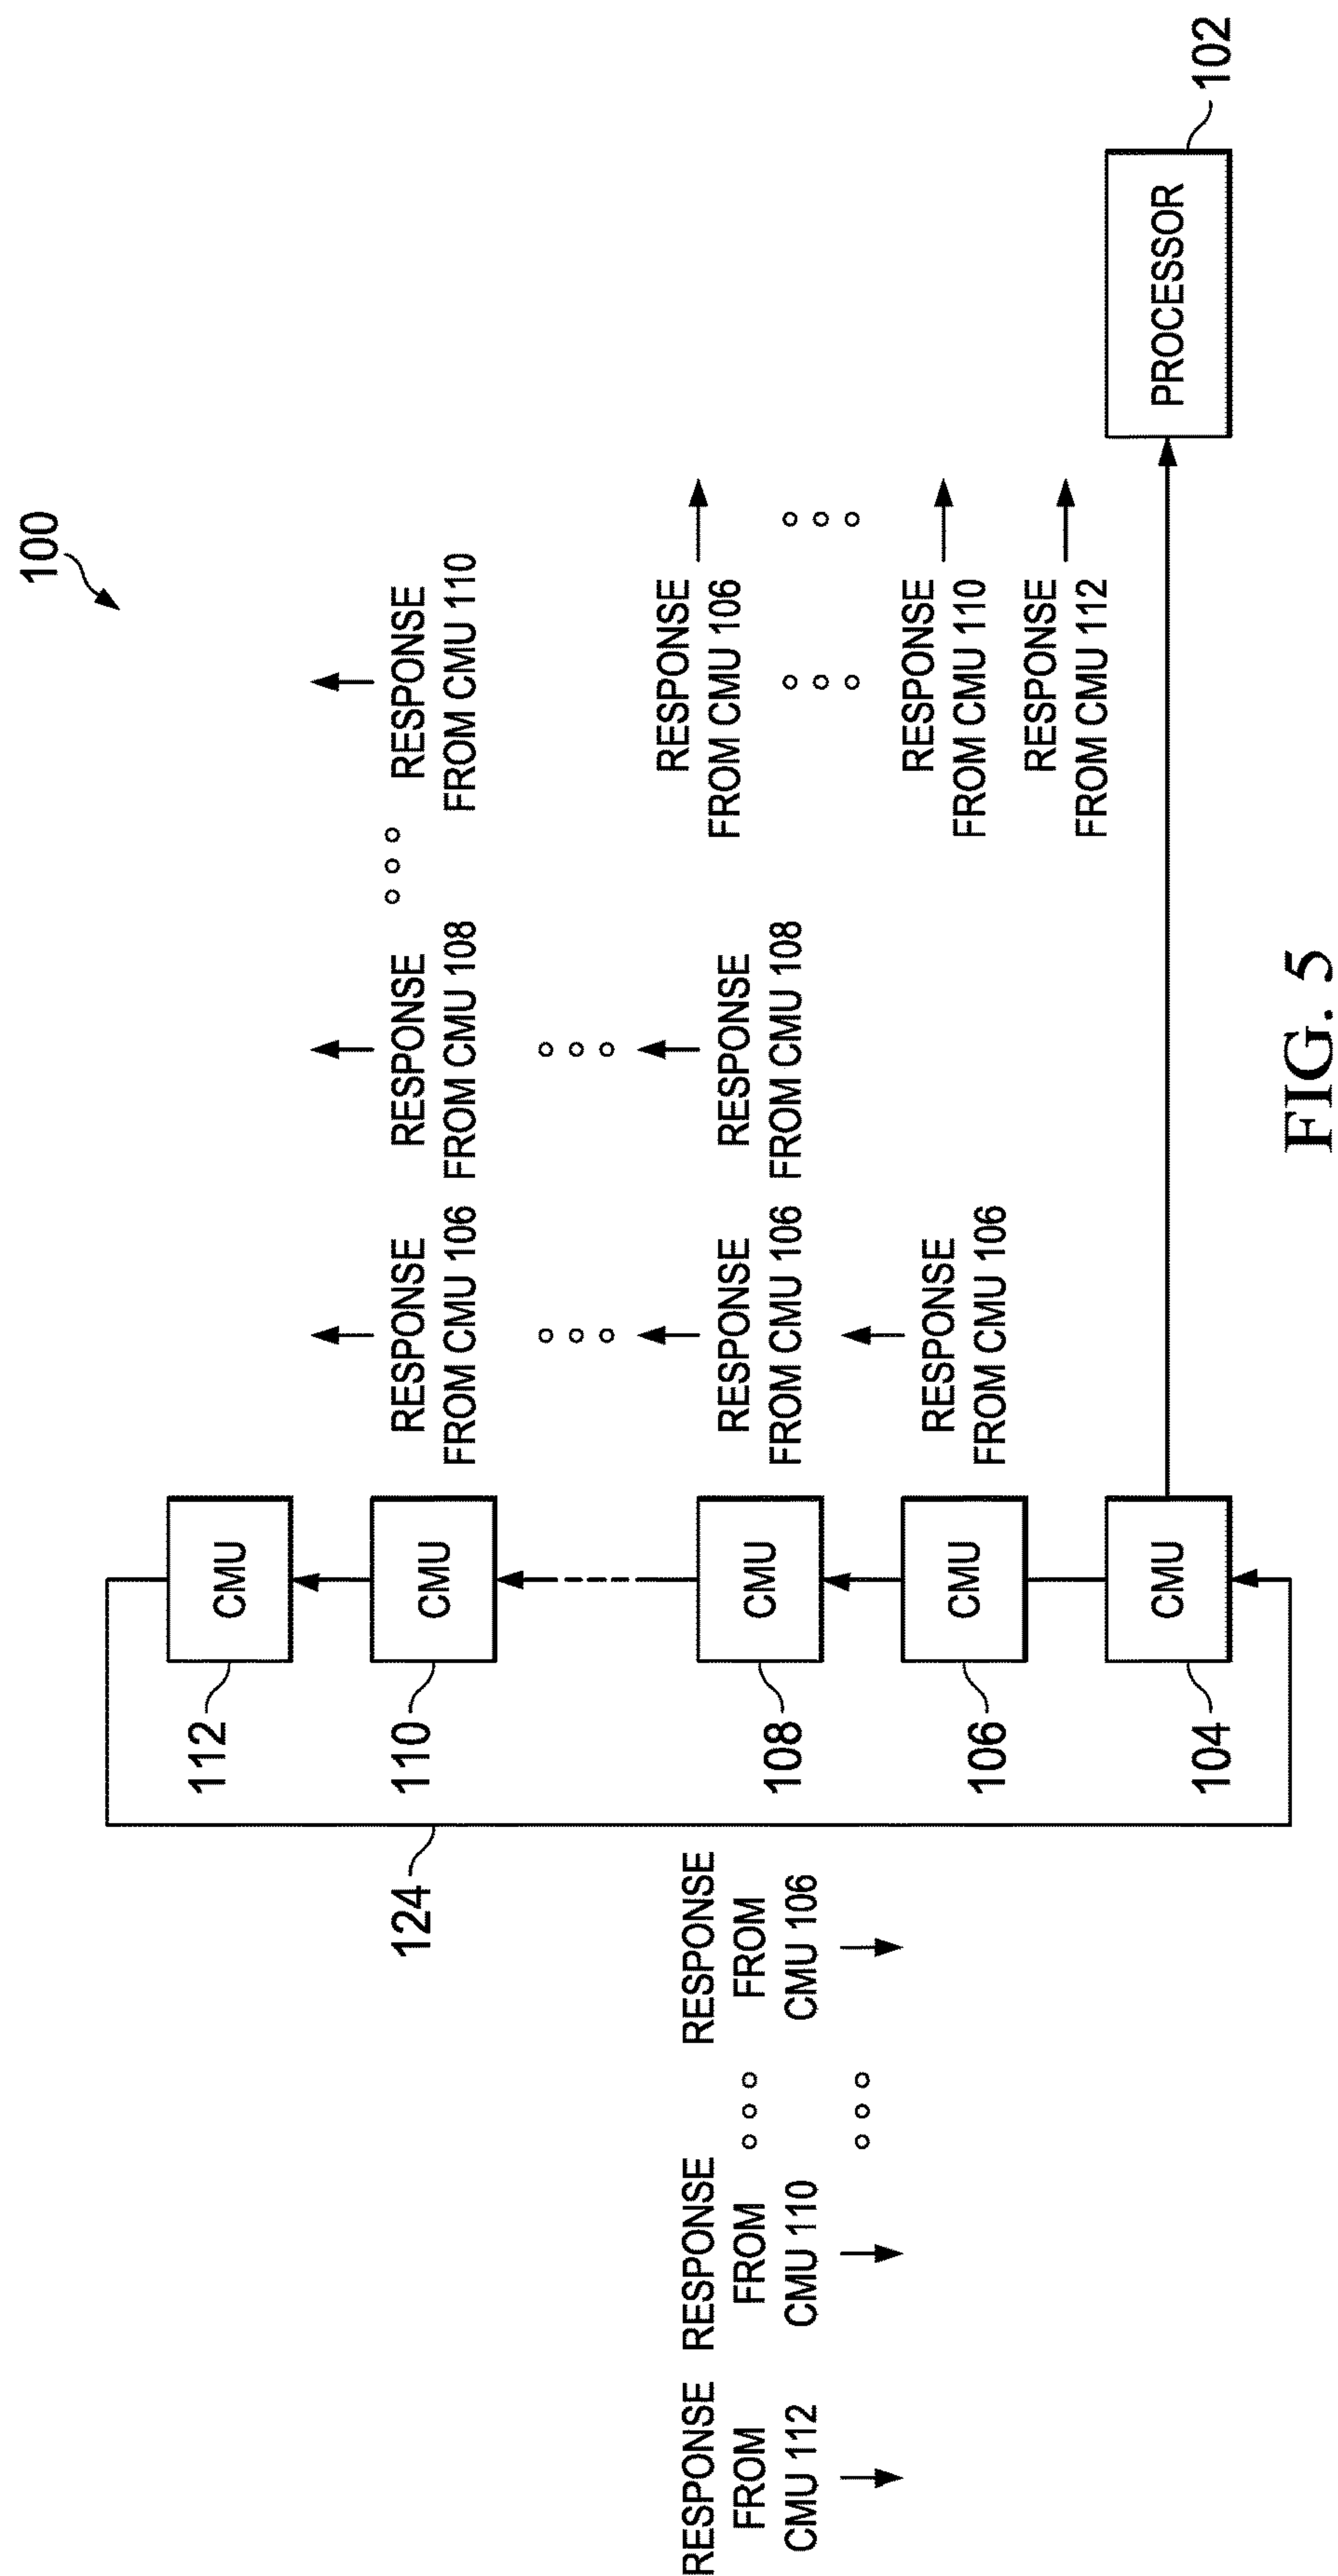 100
112
CMU
124
110
CMU
RESPONSE
FROM CMU 106
RESPONSE
FROM CMU 108
RESPONSE
FROM CMU 110
RESPONSE
FROM
CMU 112
RESPONSE
FROM
CMU 110
RESPONSE
FROM
CMU 106
108
CMU
RESPONSE
FROM CMU 106
RESPONSE
FROM CMU 108
RESPONSE
FROM CMU 106
106
CMU
RESPONSE
FROM CMU 106
RESPONSE
FROM CMU 110
RESPONSE
FROM CMU 112
104
CMU
PROCESSOR
102
FIG. 5